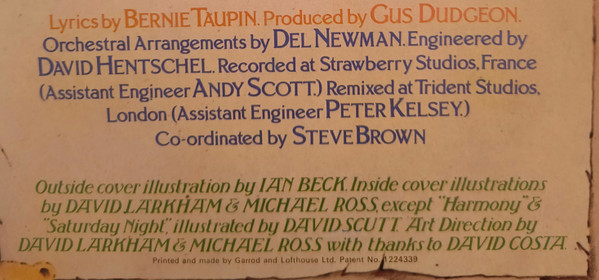 Lyrics by BERNIE TAUPIN. Produced by GUS DUDGEON.
Orchestral Arrangements by DEL NEWMAN. Engineered by
DAVID HENTSCHEL. Recorded at Strawberry Studios, France
(Assistant Engineer ANDY SCOTT.) Remixed at Trident Studios,
London (Assistant Engineer PETER KELSEY.)
Co-ordinated by STEVE BROWN
Outside cover illustration by IAN BECK. Inside cover illustrations
by DAVID LARKHAM & MICHAEL ROSS, except "Harmony" &
"Saturday Night", illustrated by DAVID SCUTT. Art Direction by
DAVID LARKHAM & MICHAEL ROSS with thanks to DAVID COSTA.
Printed and made by Garrod and Lofthouse Ltd. Patent No. 1224339